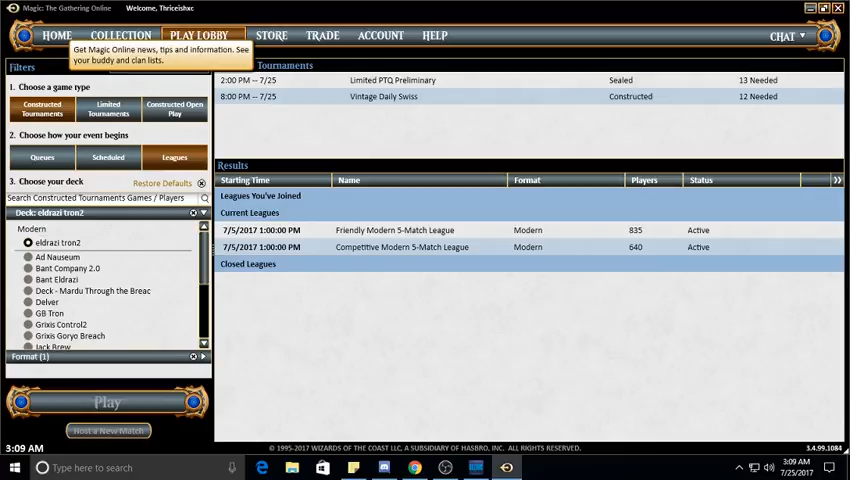 Magic: The Gathering Online
Welcome, Thriceishxc
HOME
COLLECTION
PLAY LOBBY
STORE
TRADE
ACCOUNT
HELP
CHAT
Get Magic Online news, tips and information. See
your buddy and clan lists.
Filters
1. Choose a game type
Constructed
Tournaments
Limited
Tournaments
Constructed Open
Play
2. Choose how your event begins
Queues
Scheduled
Leagues
3. Choose your deck
Restore Defaults
Search Constructed Tournaments Games / Players
Deck: eldrazi tron2
Modern
eldrazi tron2
Ad Nauseum
Bant Company 2.0
Bant Eldrazi
Deck - Mardu Through the Breac
Delver
GB Tron
Grixis Control2
Grixis Goryo Breach
Jack Brew
Format (1)
Play
Host a New Match
3:09 AM
Tournaments
2:00 PM -- 7/25 Limited PTQ Preliminary Sealed 13 Needed
8:00 PM -- 7/25 Vintage Daily Swiss Constructed 12 Needed
Results
Starting Time Name Format Players Status
Leagues You've Joined
Current Leagues
7/5/2017 1:00:00 PM Friendly Modern 5-Match League Modern 835 Active
7/5/2017 1:00:00 PM Competitive Modern 5-Match League Modern 640 Active
Closed Leagues
© 1995-2017 WIZARDS OF THE COAST LLC, A SUBSIDIARY OF HASBRO, INC. ALL RIGHTS RESERVED.
3.4.99.1084
Type here to search
3:09 AM
7/25/2017